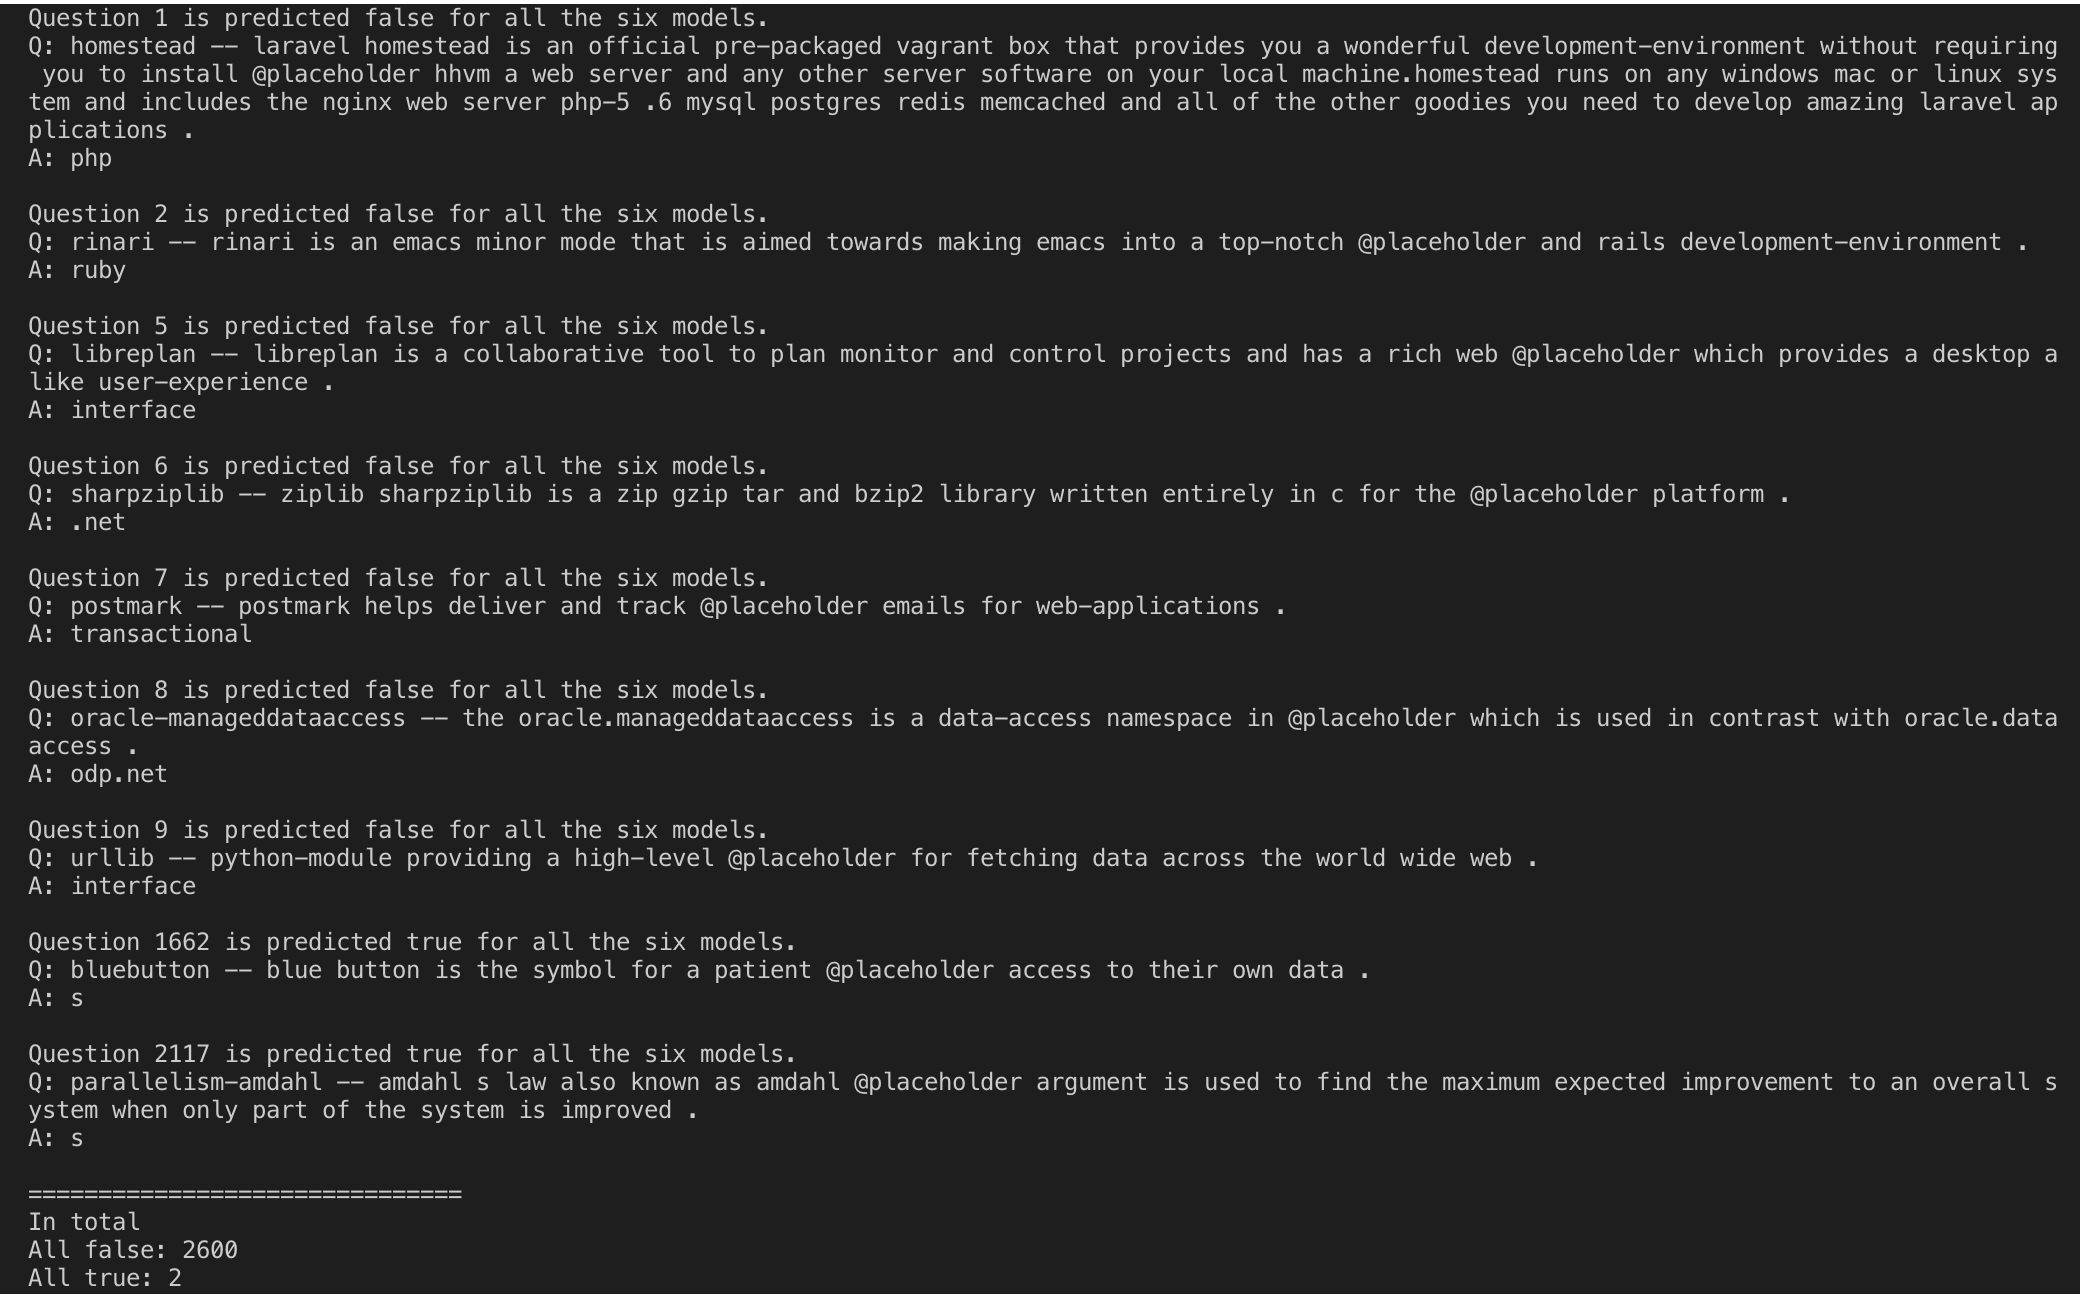 Question 1 is predicted false for all the six models.
Q: homestead -- laravel homestead is an official pre-packaged vagrant box that provides you a wonderful development-environment without requiring
 you to install @placeholder hhvm a web server and any other server software on your local machine.homestead runs on any windows mac or linux sys
tem and includes the nginx web server php-5 .6 mysql postgres redis memcached and all of the other goodies you need to develop amazing laravel ap
plications .
A: php

Question 2 is predicted false for all the six models.
Q: rinari -- rinari is an emacs minor mode that is aimed towards making emacs into a top-notch @placeholder and rails development-environment .
A: ruby

Question 5 is predicted false for all the six models.
Q: libreplan -- libreplan is a collaborative tool to plan monitor and control projects and has a rich web @placeholder which provides a desktop a
like user-experience .
A: interface

Question 6 is predicted false for all the six models.
Q: sharpziplib -- ziplib sharpziplib is a zip gzip tar and bzip2 library written entirely in c for the @placeholder platform .
A: .net

Question 7 is predicted false for all the six models.
Q: postmark -- postmark helps deliver and track @placeholder emails for web-applications .
A: transactional

Question 8 is predicted false for all the six models.
Q: oracle-manageddataaccess -- the oracle.manageddataaccess is a data-access namespace in @placeholder which is used in contrast with oracle.data
access .
A: odp.net

Question 9 is predicted false for all the six models.
Q: urllib -- python-module providing a high-level @placeholder for fetching data across the world wide web .
A: interface

Question 1662 is predicted true for all the six models.
Q: bluebutton -- blue button is the symbol for a patient @placeholder access to their own data .
A: s

Question 2117 is predicted true for all the six models.
Q: parallelism-amdahl -- amdahl s law also known as amdahl @placeholder argument is used to find the maximum expected improvement to an overall s
ystem when only part of the system is improved .
A: s

===============================
In total
All false: 2600
All true: 2